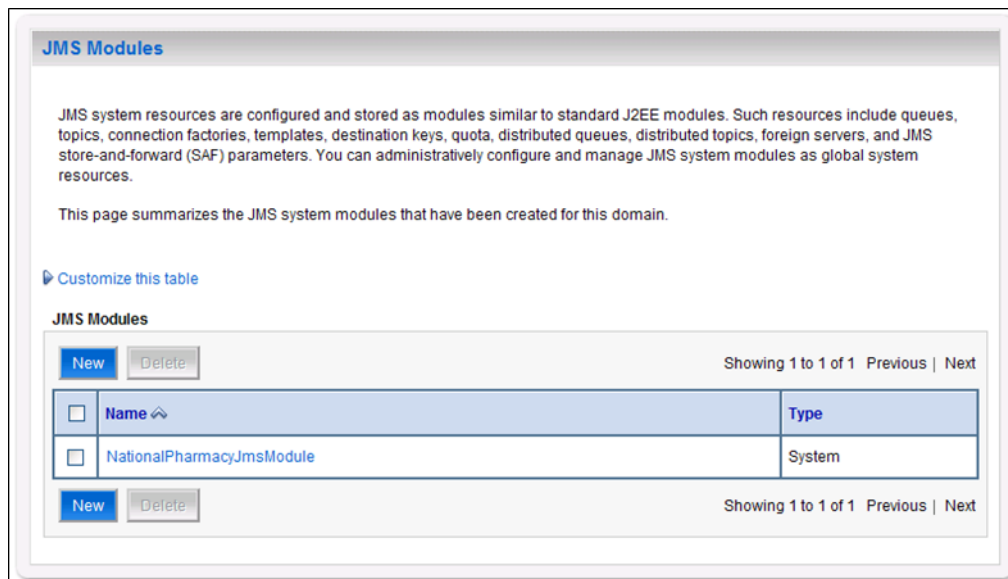 JMS Modules
JMS system resources are configured and stored as modules similar to standard J2EE modules. Such resources include queues,
topics, connection factories, templates, destination keys, quota, distributed queues, distributed topics, foreign servers, and JMS
store-and-forward (SAF) parameters. You can administratively configure and manage JMS system modules as global system
resources.
This page summarizes the JMS system modules that have been created for this domain.
Customize this table
JMS Modules
New Delete Showing 1 to 1 of 1 Previous | Next
Name Type
NationalPharmacyJmsModule System
New Delete Showing 1 to 1 of 1 Previous | Next